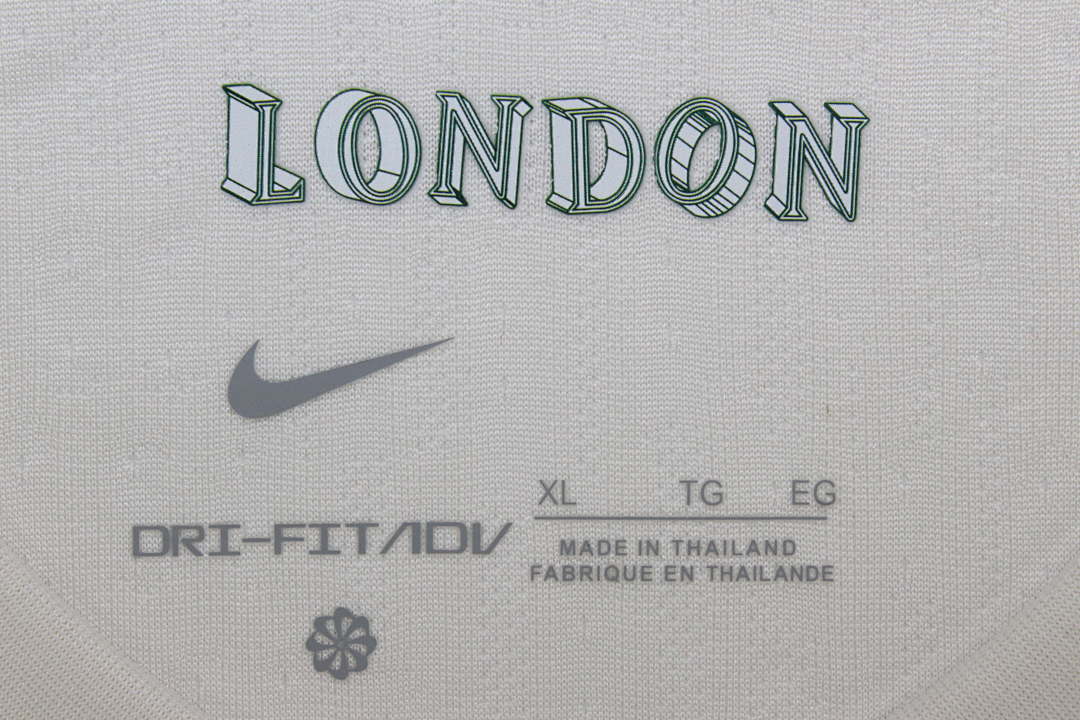 LONDON
XL TG EG
DRI-FIT ADV
MADE IN THAILAND
FABRIQUE EN THAILANDE